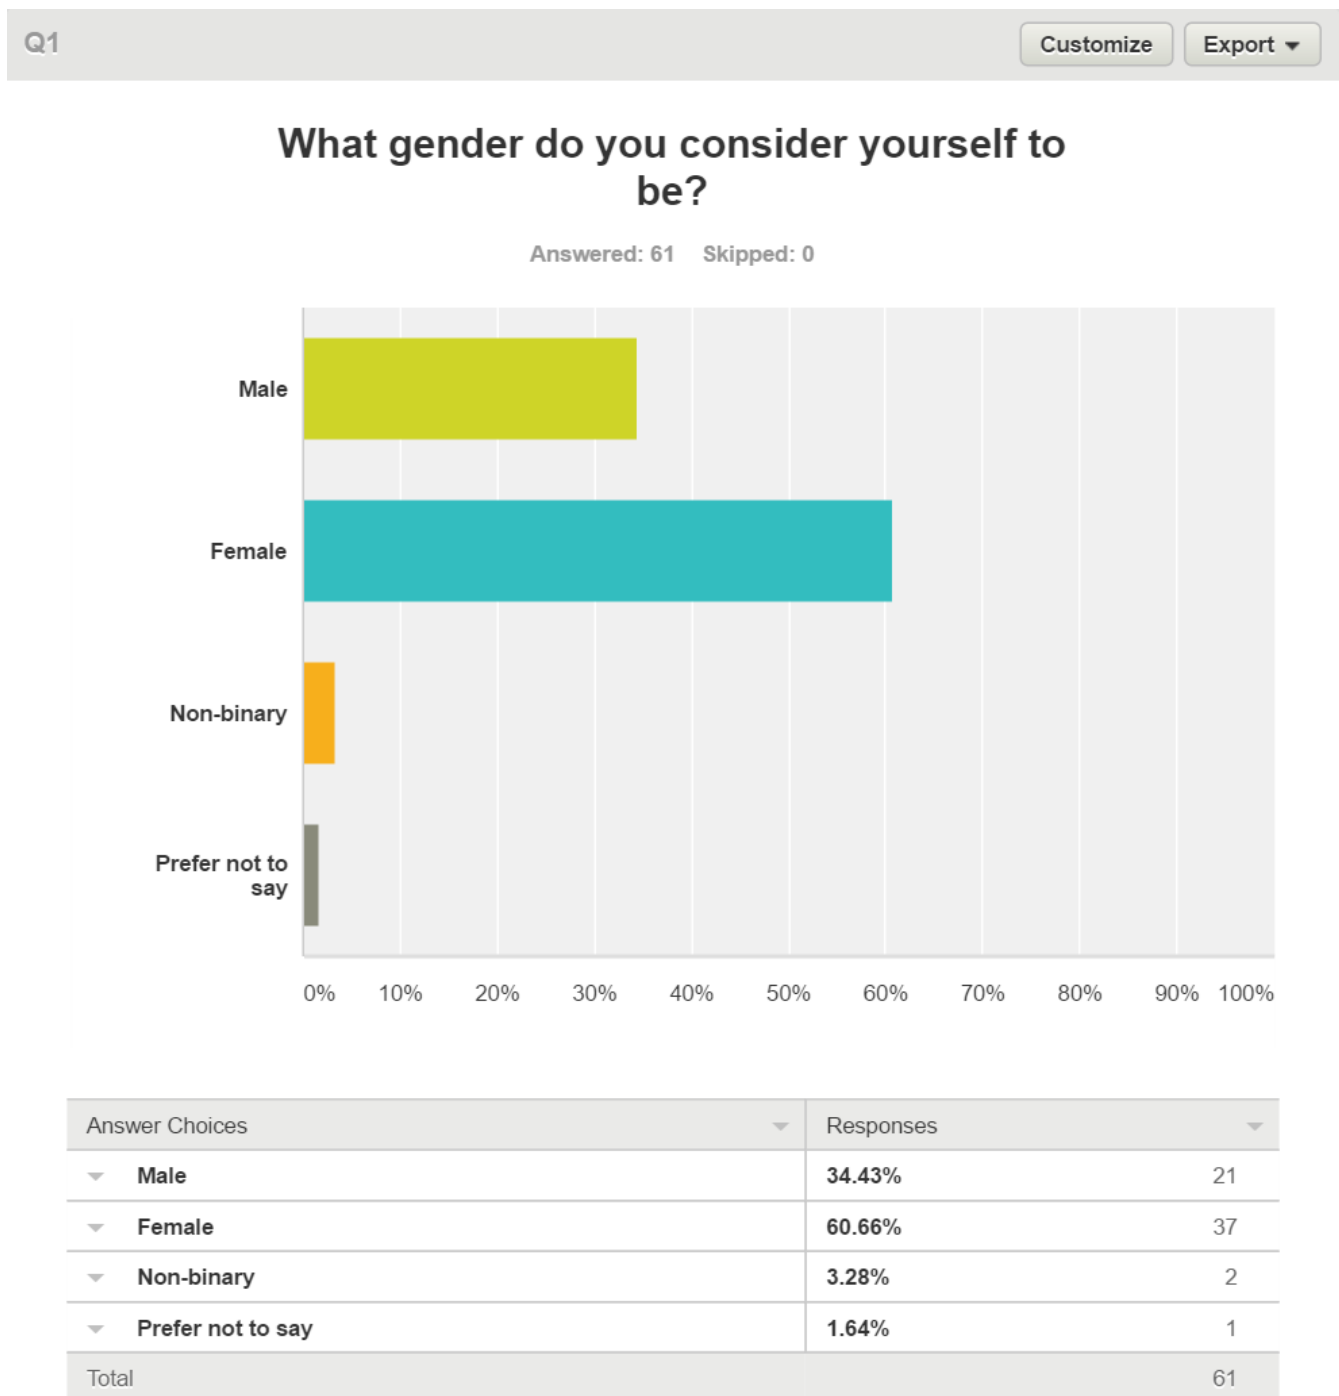 Q1 Customize Export
What gender do you consider yourself to
be?
Answered: 61 Skipped: 0
Male
Female
Non-binary
Prefer not to
say
0% 10% 20% 30% 40% 50% 60% 70% 80% 90% 100%
Answer Choices Responses
Male 34.43% 21
Female 60.66% 37
Non-binary 3.28% 2
Prefer not to say 1.64% 1
Total 61